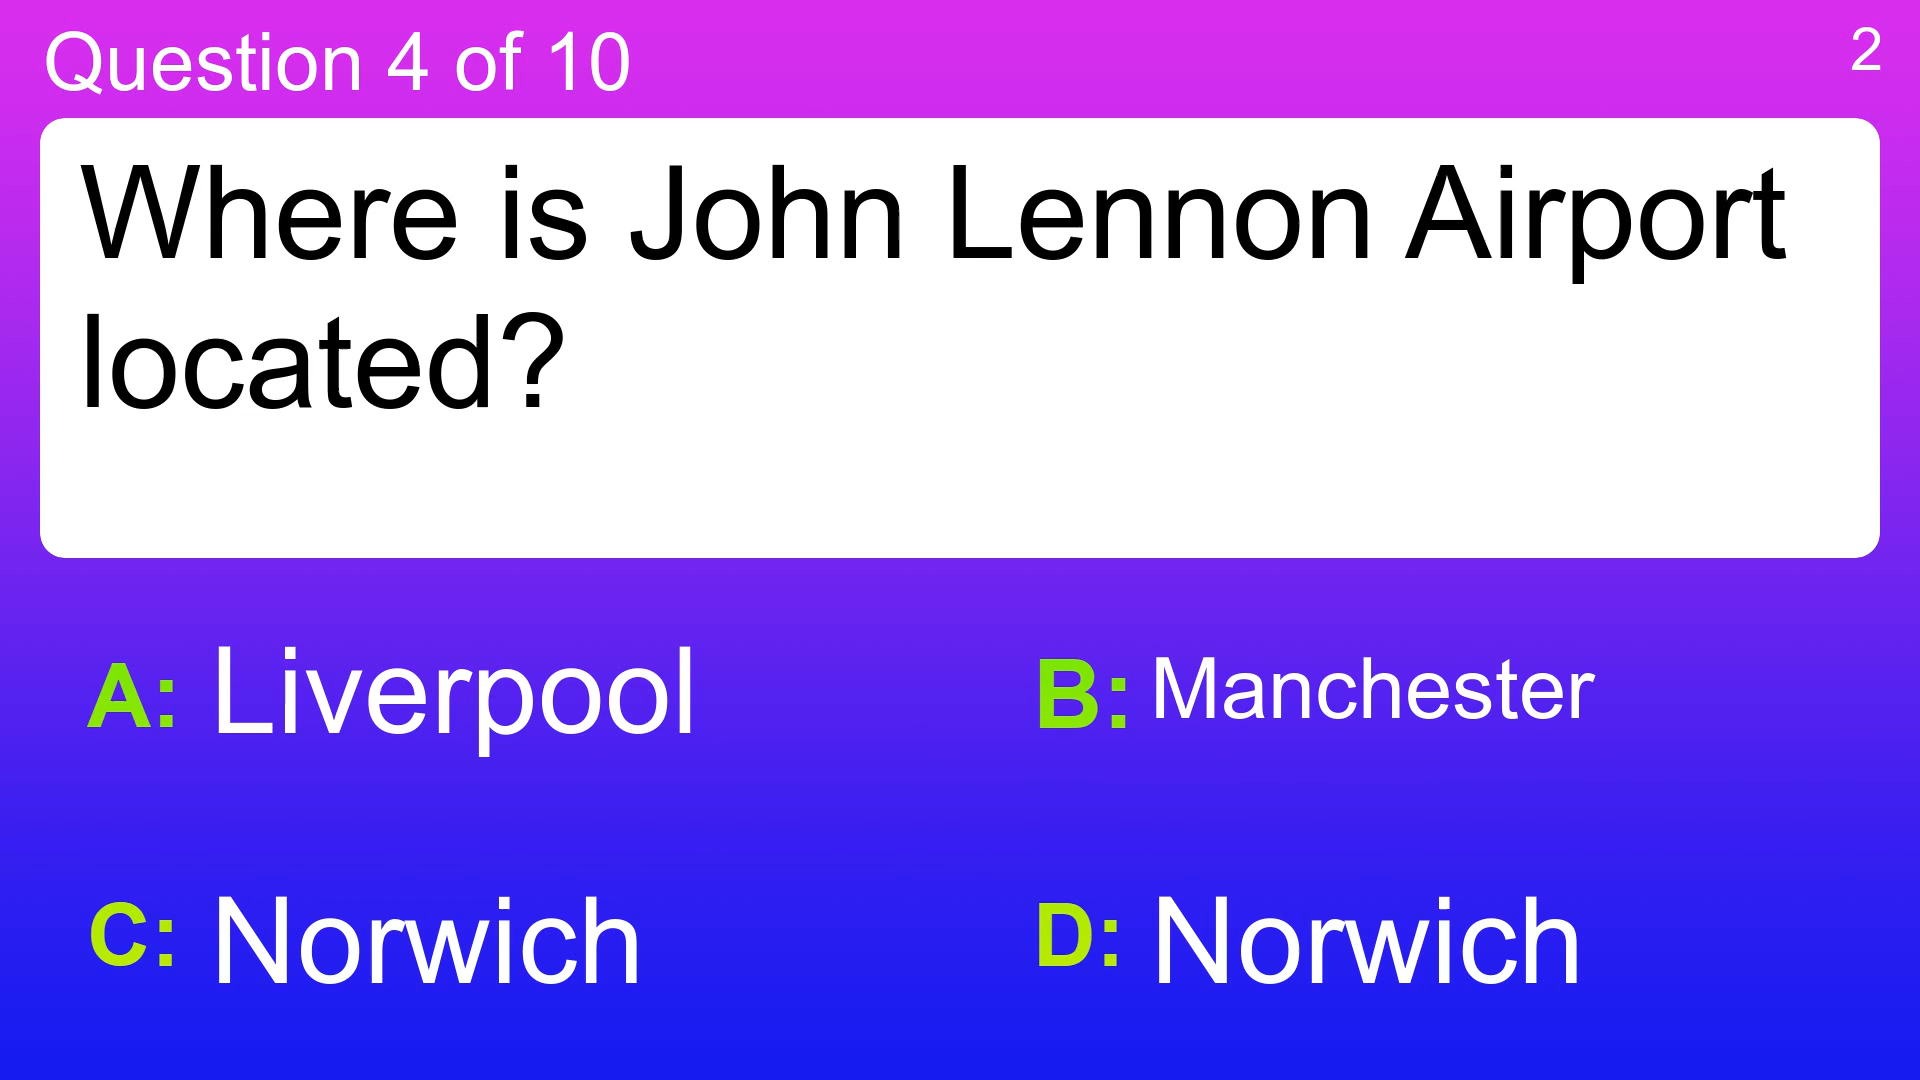 Question 4 of 10
2
Where is John Lennon Airport
located?
A: Liverpool
B: Manchester
C: Norwich
D: Norwich